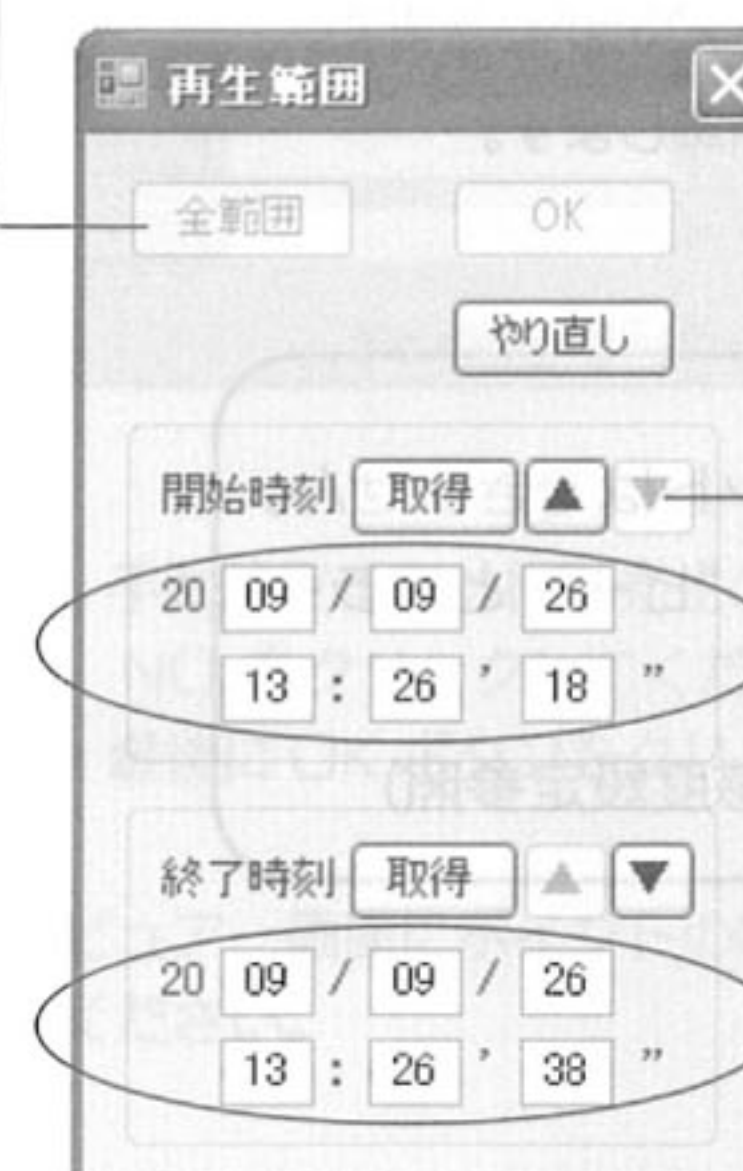 再生範囲
全範囲 OK
やり直し
開始時刻 取得 ▲ ▼
20 09 / 09 / 26
13 : 26 ’ 18 ”
終了時刻 取得 ▲ ▼
20 09 / 09 / 26
13 : 26 ’ 38 ”